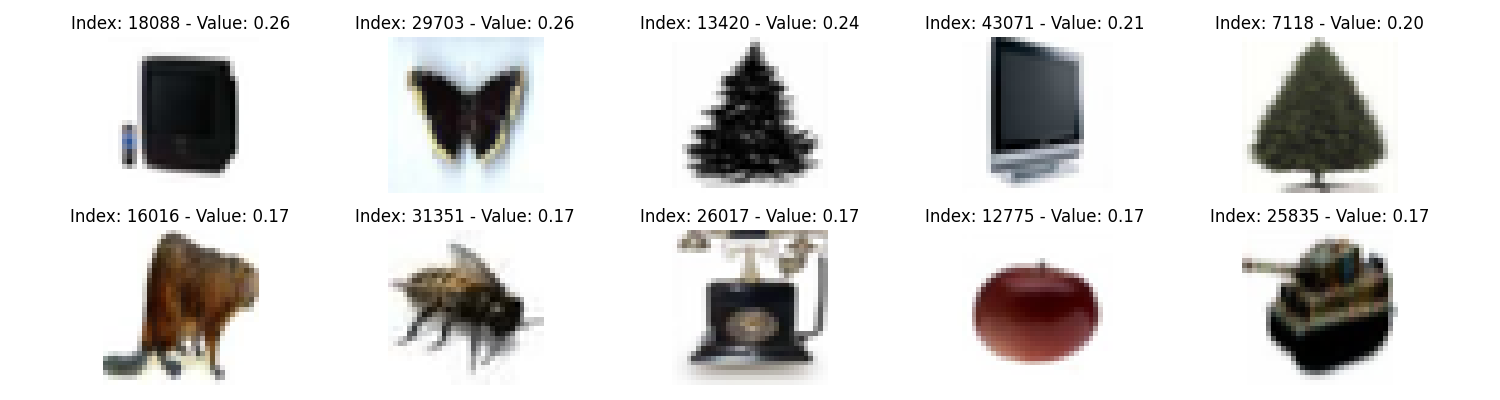 Index: 18088 - Value: 0.26
Index: 29703 - Value: 0.26
Index: 13420 - Value: 0.24
Index: 43071 - Value: 0.21
Index: 7118 - Value: 0.20
Index: 16016 - Value: 0.17
Index: 31351 - Value: 0.17
Index: 26017 - Value: 0.17
Index: 12775 - Value: 0.17
Index: 25835 - Value: 0.17